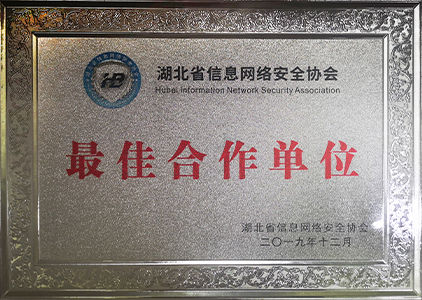 湖北省信息网络安全协会
Hubei Information Network Security Association
最佳合作单位
湖北省信息网络安全协会
二〇一九年十二月